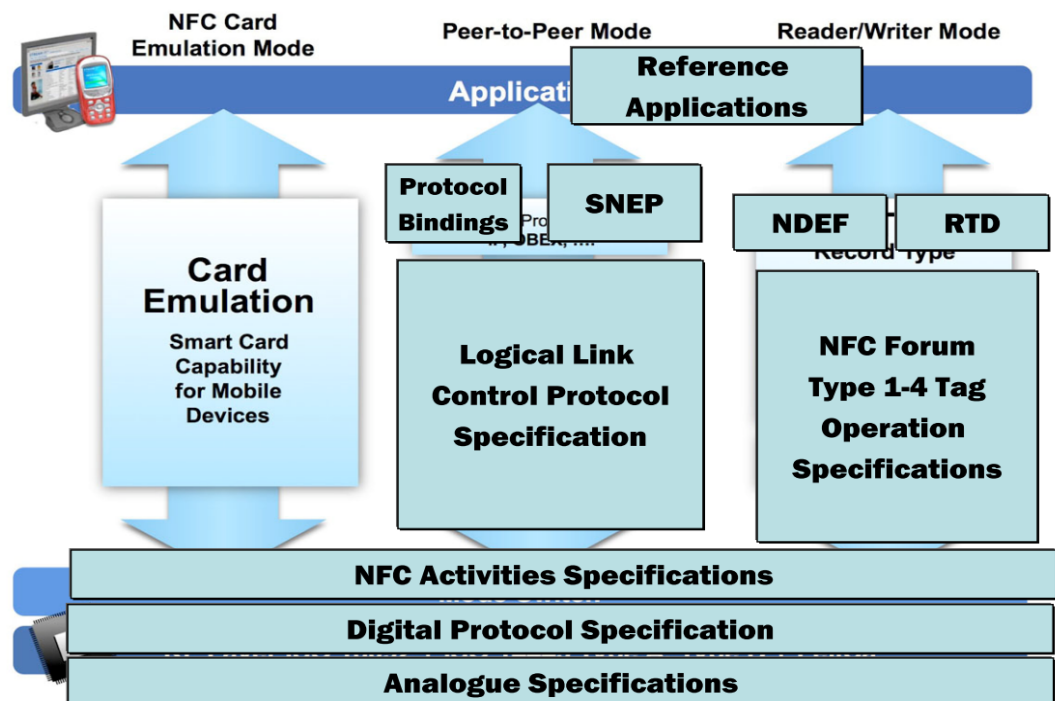 NFC Card
Emulation Mode
Peer-to-Peer Mode
Reader/Writer Mode
Reference
Applications
Protocol
Bindings
SNEP
NDEF
RTD
Record Type
Card
Emulation
Smart Card
Capability
for Mobile
Devices
Logical Link
Control Protocol
Specification
NFC Forum
Type 1-4 Tag
Operation
Specifications
NFC Activities Specifications
Digital Protocol Specification
Analogue Specifications